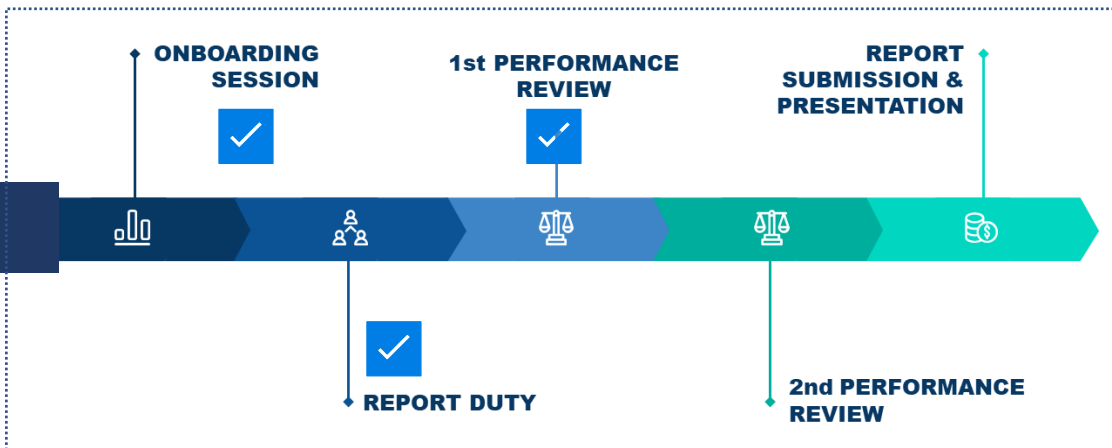 ONBOARDING
SESSION
1st PERFORMANCE
REVIEW
REPORT
SUBMISSION &
PRESENTATION
$
REPORT DUTY
2nd PERFORMANCE
REVIEW